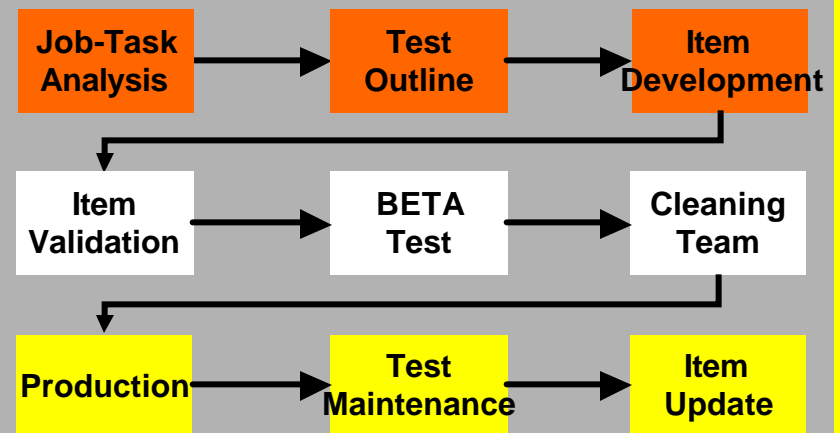 Job-Task
Analysis
Test
Outline
Item
Development
Item
Validation
BETA
Test
Cleaning
Team
Production
Test
Maintenance
Item
Update